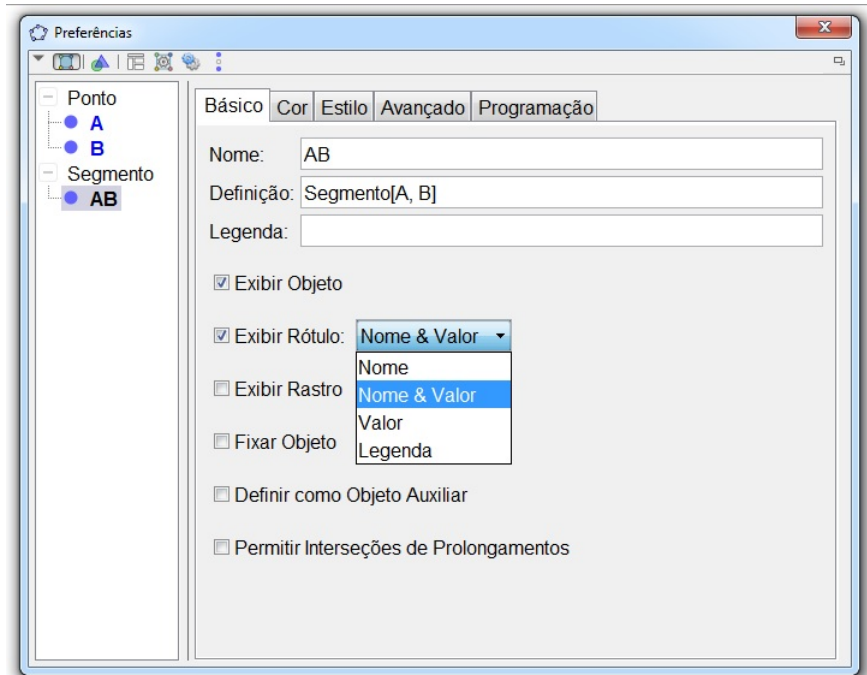 Preferências
Ponto
A
B
Segmento
AB
Básico Cor Estilo Avançado Programação
Nome: AB
Definição: Segmento[A, B]
Legenda:
Exibir Objeto
Exibir Rótulo: Nome & Valor
Nome
Exibir Rastro Nome & Valor
Valor
Fixar Objeto Legenda
Definir como Objeto Auxiliar
Permitir Interseções de Prolongamentos